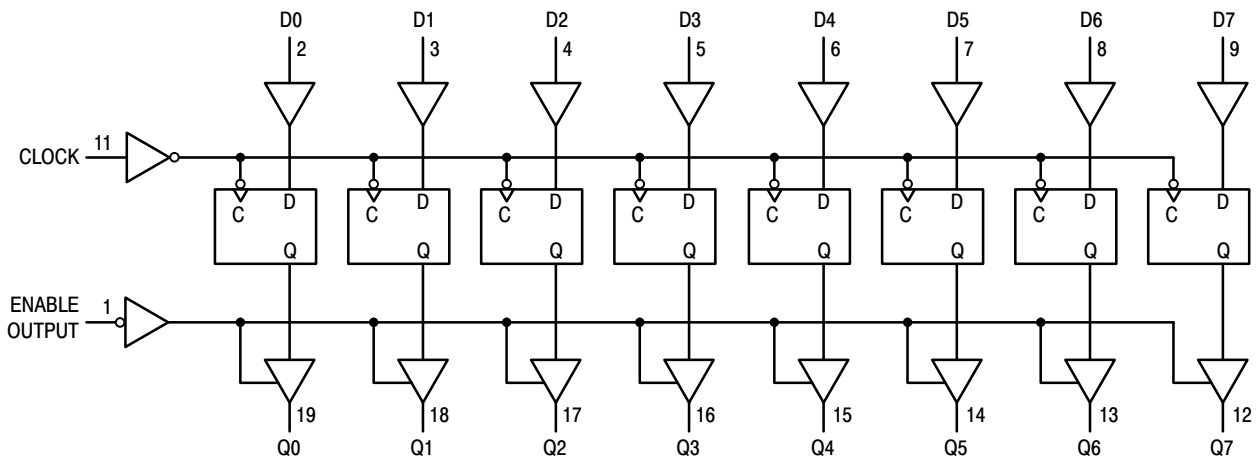 D0 D1 D2 D3 D4 D5 D6 D7
2 3 4 5 6 7 8 9
CLOCK 11
C D C D C D C D C D C D C D C D
Q Q Q Q Q Q Q Q
ENABLE
OUTPUT 1
19 18 17 16 15 14 13 12
Q0 Q1 Q2 Q3 Q4 Q5 Q6 Q7